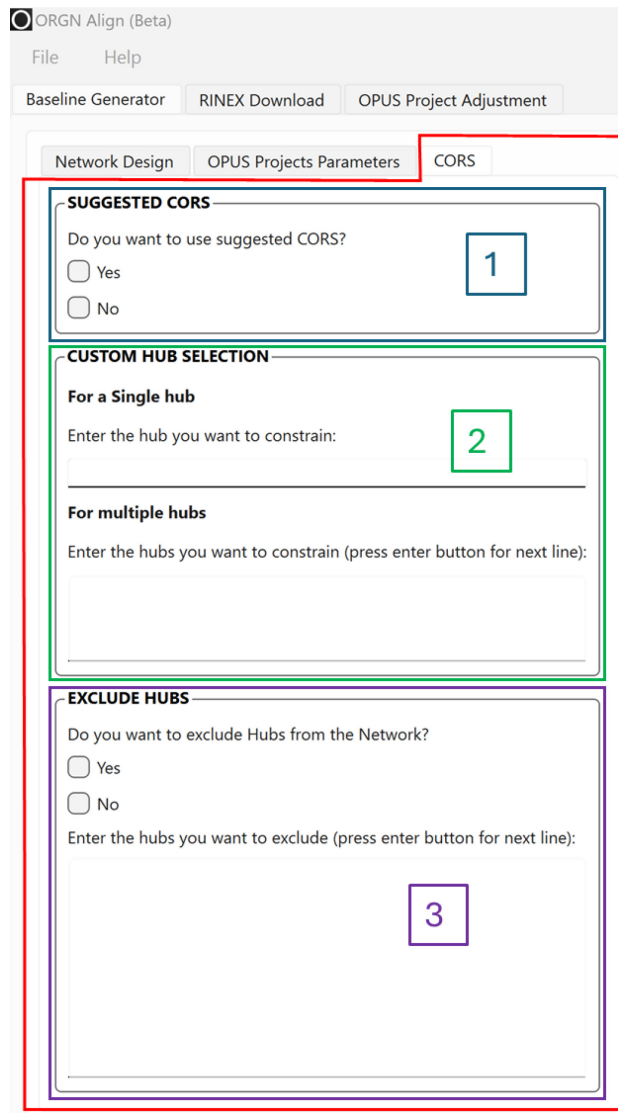 ORGN Align (Beta)
File Help
Baseline Generator RINEX Download OPUS Project Adjustment
Network Design OPUS Projects Parameters CORS
SUGGESTED CORS
Do you want to use suggested CORS?
Yes
1
No
CUSTOM HUB SELECTION
For a Single hub
Enter the hub you want to constrain:
2
For multiple hubs
Enter the hubs you want to constrain (press enter button for next line):
EXCLUDE HUBS
Do you want to exclude Hubs from the Network?
Yes
No
Enter the hubs you want to exclude (press enter button for next line):
3